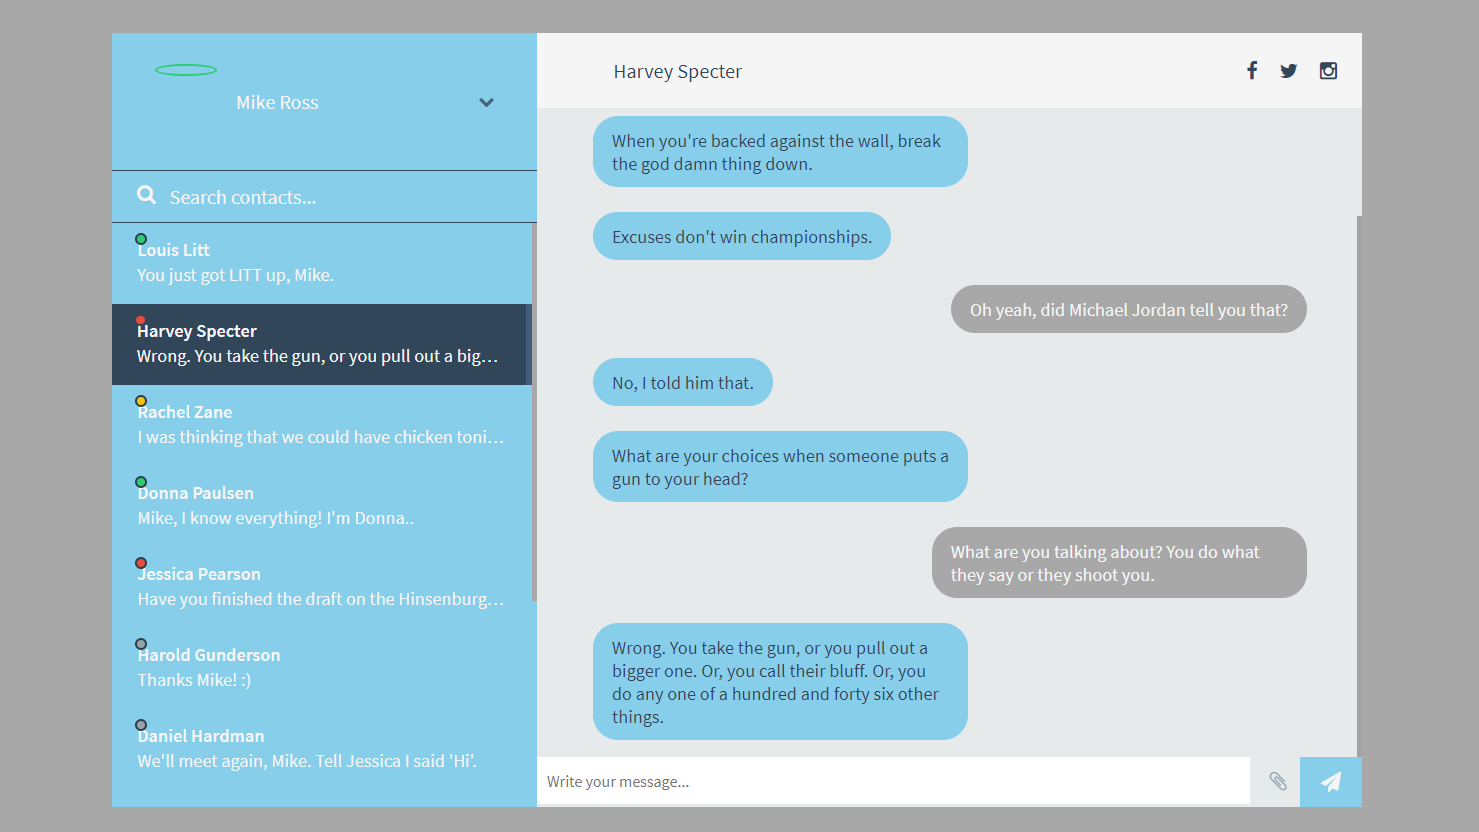 Mike Ross
Search contacts...
Louis Litt
You just got LITT up, Mike.
Harvey Specter
Wrong. You take the gun, or you pull out a big…
Rachel Zane
I was thinking that we could have chicken toni…
Donna Paulsen
Mike, I know everything! I'm Donna..
Jessica Pearson
Have you finished the draft on the Hinsenburg…
Harold Gunderson
Thanks Mike! :)
Daniel Hardman
We'll meet again, Mike. Tell Jessica I said 'Hi'.
Harvey Specter
When you're backed against the wall, break
the god damn thing down.
Excuses don't win championships.
Oh yeah, did Michael Jordan tell you that?
No, I told him that.
What are your choices when someone puts a
gun to your head?
What are you talking about? You do what
they say or they shoot you.
Wrong. You take the gun, or you pull out a
bigger one. Or, you call their bluff. Or, you
do any one of a hundred and forty six other
things.
Write your message...